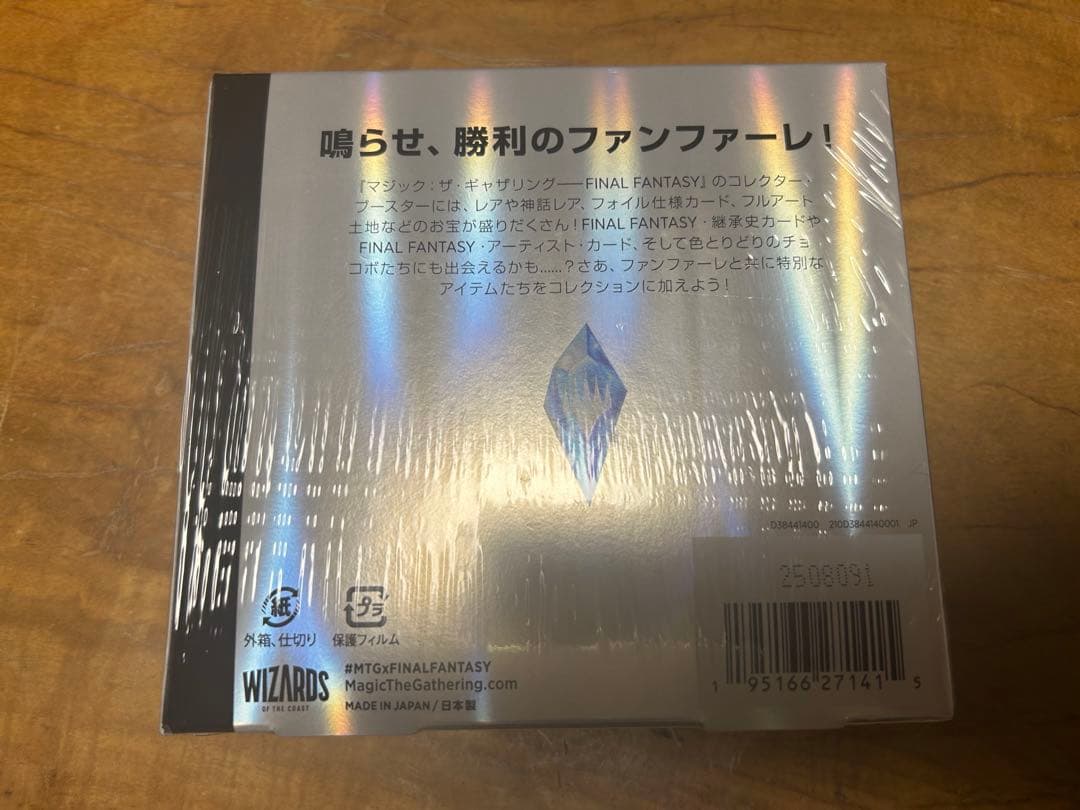 鳴らせ、勝利のファンファーレ!
『マジック:ザ・ギャザリング——FINAL FANTASY』のコレクター・
ブースターには、レアや神話レア、フォイル仕様カード、フルアート
土地などのお宝が盛りだくさん!FINAL FANTASY・継承史カードや
FINAL FANTASY・アーティスト・カード、そして色とりどりのチョ
コボたちにも出会えるかも……?さあ、ファンファーレと共に特別な
アイテムたちをコレクションに加えよう!
D38441400 210D3844140001 JP
2508091
紙
プラ
外箱、仕切り 保護フィルム
WIZARDS
OF THE COAST
#MTGxFINALFANTASY
MagicTheGathering.com
MADE IN JAPAN / 日本製
1 95166 27141 5